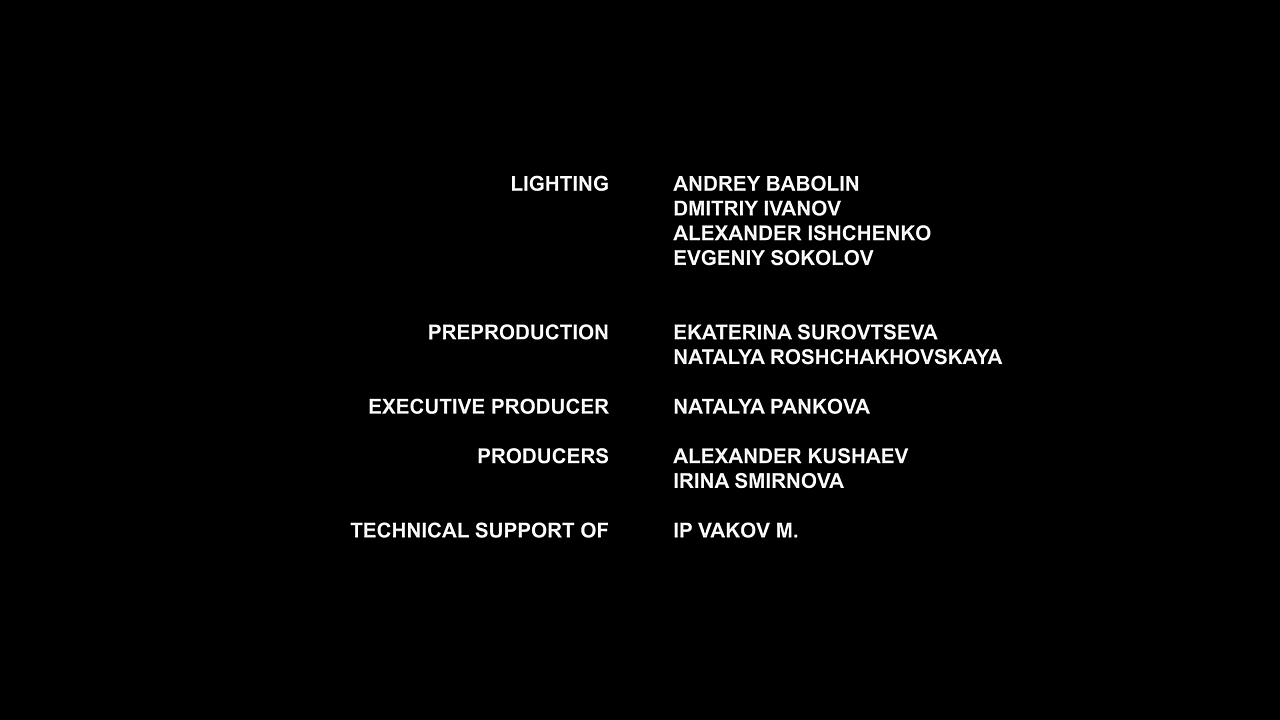 LIGHTING ANDREY BABOLIN
DMITRIY IVANOV
ALEXANDER ISHCHENKO
EVGENIY SOKOLOV
PREPRODUCTION EKATERINA SUROVTSEVA
NATALYA ROSHCHAKHOVSKAYA
EXECUTIVE PRODUCER NATALYA PANKOVA
PRODUCERS ALEXANDER KUSHAEV
IRINA SMIRNOVA
TECHNICAL SUPPORT OF IP VAKOV M.